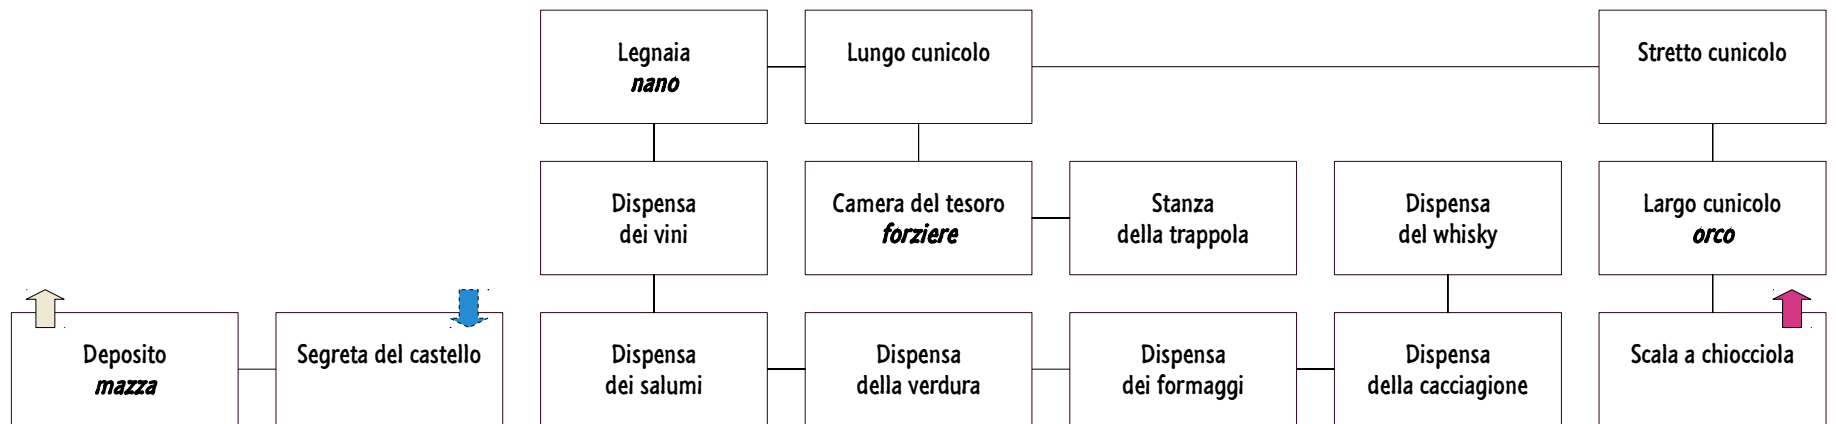 Legnaia
nano
Lungo cunicolo
Stretto cunicolo
Dispensa
dei vini
Camera del tesoro
forziere
Stanza
della trappola
Dispensa
del whisky
Largo cunicolo
orco
Deposito
mazza
Segreta del castello
Dispensa
dei salumi
Dispensa
della verdura
Dispensa
dei formaggi
Dispensa
della cacciagione
Scala a chiocciola